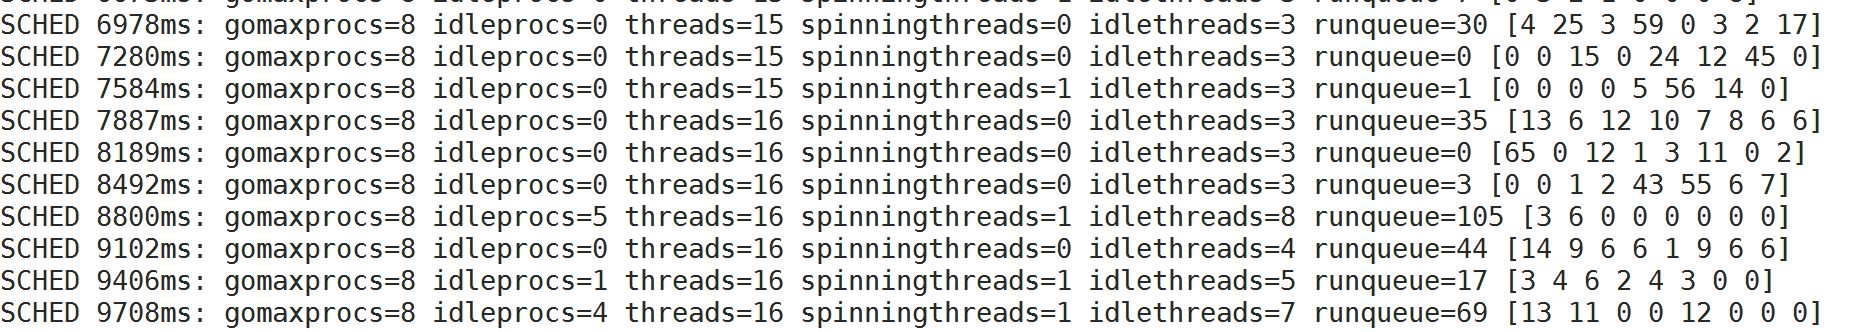 SCHED 6978ms: gomaxprocs=8 idleprocs=0 threads=15 spinningthreads=0 idlethreads=3 runqueue=30 [4 25 3 59 0 3 2 17]
SCHED 7280ms: gomaxprocs=8 idleprocs=0 threads=15 spinningthreads=0 idlethreads=3 runqueue=0 [0 0 15 0 24 12 45 0]
SCHED 7584ms: gomaxprocs=8 idleprocs=0 threads=15 spinningthreads=1 idlethreads=3 runqueue=1 [0 0 0 0 5 56 14 0]
SCHED 7887ms: gomaxprocs=8 idleprocs=0 threads=16 spinningthreads=0 idlethreads=3 runqueue=35 [13 6 12 10 7 8 6 6]
SCHED 8189ms: gomaxprocs=8 idleprocs=0 threads=16 spinningthreads=0 idlethreads=3 runqueue=0 [65 0 12 1 3 11 0 2]
SCHED 8492ms: gomaxprocs=8 idleprocs=0 threads=16 spinningthreads=0 idlethreads=3 runqueue=3 [0 0 1 2 43 55 6 7]
SCHED 8800ms: gomaxprocs=8 idleprocs=5 threads=16 spinningthreads=1 idlethreads=8 runqueue=105 [3 6 0 0 0 0 0 0]
SCHED 9102ms: gomaxprocs=8 idleprocs=0 threads=16 spinningthreads=0 idlethreads=4 runqueue=44 [14 9 6 6 1 9 6 6]
SCHED 9406ms: gomaxprocs=8 idleprocs=1 threads=16 spinningthreads=1 idlethreads=5 runqueue=17 [3 4 6 2 4 3 0 0]
SCHED 9708ms: gomaxprocs=8 idleprocs=4 threads=16 spinningthreads=1 idlethreads=7 runqueue=69 [13 11 0 0 12 0 0 0]